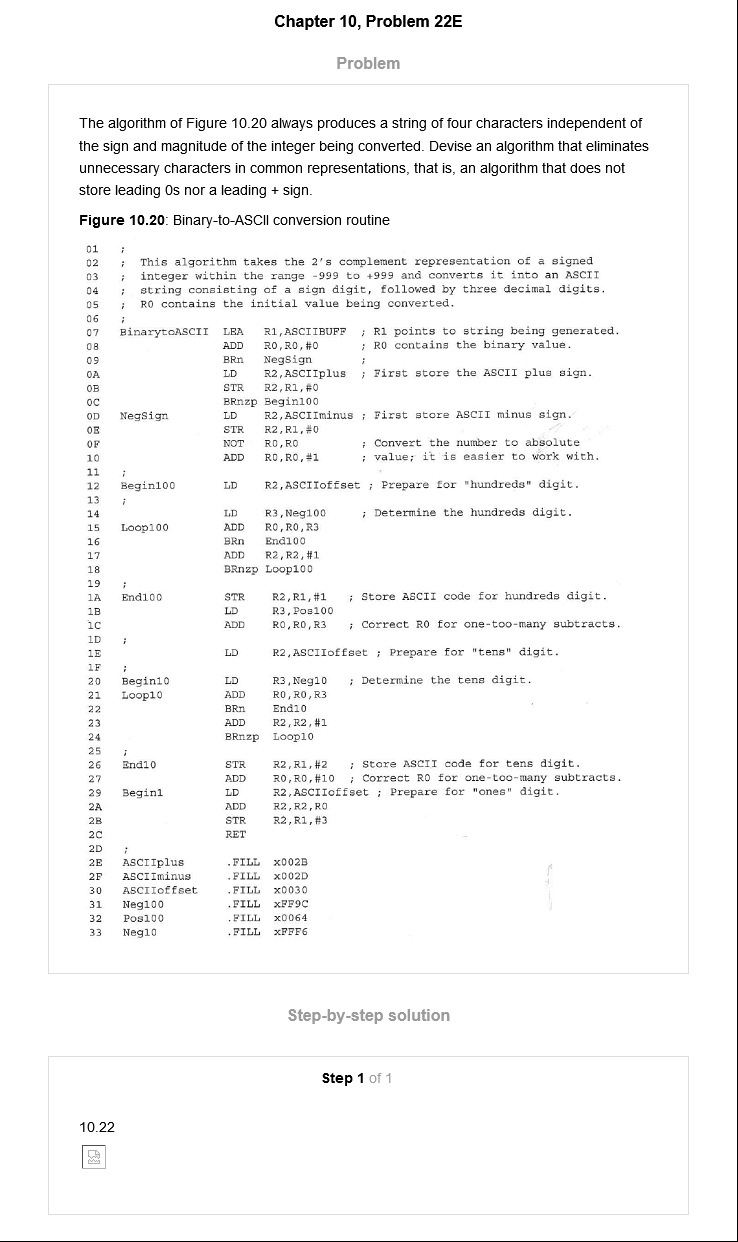 Chapter 10, Problem 22E
Problem
The algorithm of Figure 10.20 always produces a string of four characters independent of
the sign and magnitude of the integer being converted. Devise an algorithm that eliminates
unnecessary characters in common representations, that is, an algorithm that does not
store leading 0s nor a leading + sign.
Figure 10.20: Binary-to-ASCII conversion routine
01 ;
02 ; This algorithm takes the 2's complement representation of a signed
03 ; integer within the range -999 to +999 and converts it into an ASCII
04 ; string consisting of a sign digit, followed by three decimal digits.
05 ; R0 contains the initial value being converted.
06 ;
07 BinarytoASCII LEA R1,ASCIIBUFF ; R1 points to string being generated.
08 ADD R0,R0,#0 ; R0 contains the binary value.
09 BRn NegSign ;
0A LD R2,ASCIIplus ; First store the ASCII plus sign.
0B STR R2,R1,#0
0C BRnzp Begin100
0D NegSign LD R2,ASCIIminus ; First store ASCII minus sign.
0E STR R2,R1,#0
0F NOT R0,R0 ; Convert the number to absolute
10 ADD R0,R0,#1 ; value; it is easier to work with.
11 ;
12 Begin100 LD R2,ASCIIoffset ; Prepare for "hundreds" digit.
13 ;
14 LD R3,Neg100 ; Determine the hundreds digit.
15 Loop100 ADD R0,R0,R3
16 BRn End100
17 ADD R2,R2,#1
18 BRnzp Loop100
19 ;
1A End100 STR R2,R1,#1 ; Store ASCII code for hundreds digit.
1B LD R3,Pos100
1C ADD R0,R0,R3 ; Correct R0 for one-too-many subtracts.
1D ;
1E LD R2,ASCIIoffset ; Prepare for "tens" digit.
1F ;
20 Begin10 LD R3,Neg10 ; Determine the tens digit.
21 Loop10 ADD R0,R0,R3
22 BRn End10
23 ADD R2,R2,#1
24 BRnzp Loop10
25 ;
26 End10 STR R2,R1,#2 ; Store ASCII code for tens digit.
27 ADD R0,R0,#10 ; Correct R0 for one-too-many subtracts.
29 Begin1 LD R2,ASCIIoffset ; Prepare for "ones" digit.
2A ADD R2,R2,R0
2B STR R2,R1,#3
2C RET
2D ;
2E ASCIIplus .FILL x002B
2F ASCIIminus .FILL x002D
30 ASCIIoffset .FILL x0030
31 Neg100 .FILL xFF9C
32 Pos100 .FILL x0064
33 Neg10 .FILL xFFF6
Step-by-step solution
Step 1 of 1
10.22